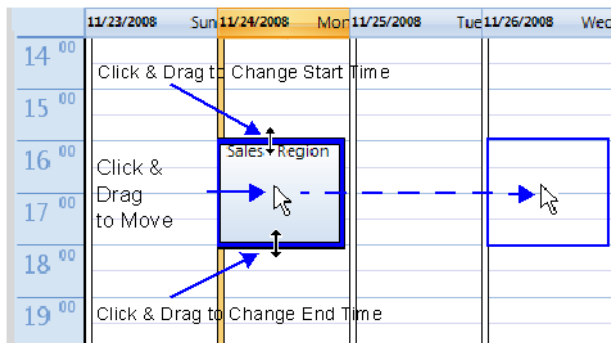 11/23/2008 Sun 11/24/2008 Mon 11/25/2008 Tue 11/26/2008 Wed
14 00
Click & Drag to Change Start Time
15 00
16 00
Sales Region
Click &
Drag
to Move
17 00
18 00
19 00
Click & Drag to Change End Time